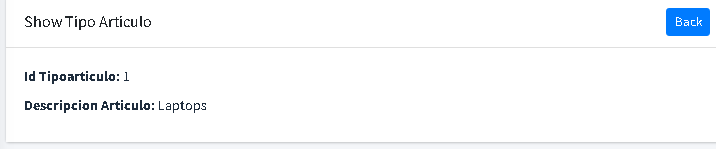 Show Tipo Articulo
Back
Id Tipoarticulo: 1
Descripcion Articulo: Laptops